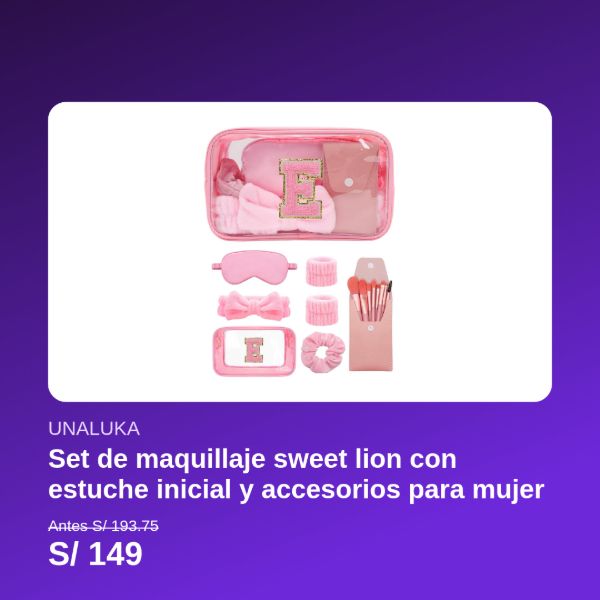 E
E
UNALUKA
Set de maquillaje sweet lion con
estuche inicial y accesorios para mujer
Antes S/ 193.75
S/ 149